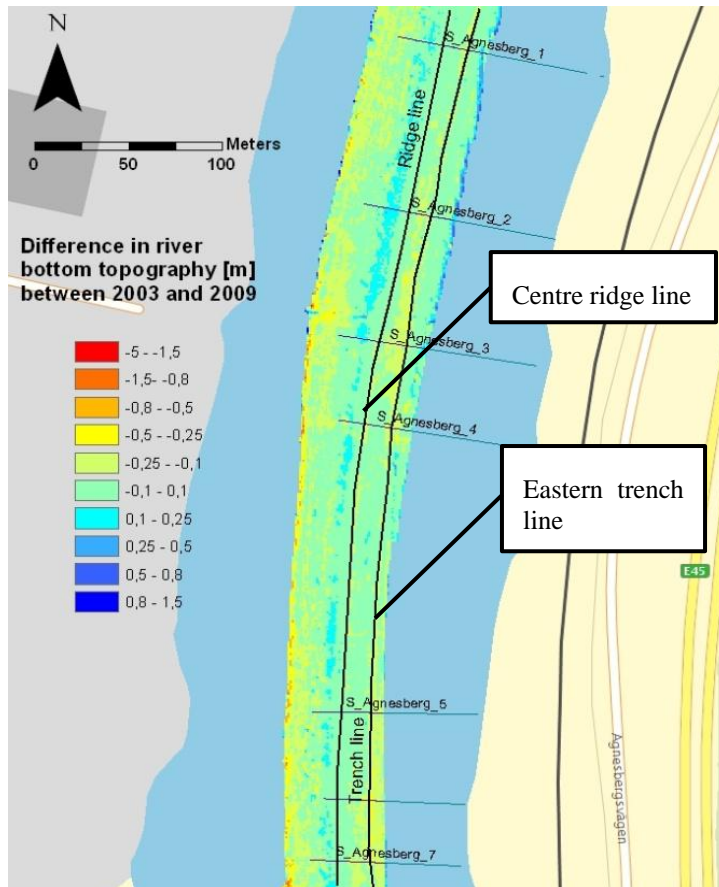 N
Meters
0 50 100
Difference in river
bottom topography [m]
between 2003 and 2009
-5 - -1,5
-1,5- -0,8
-0,8 - -0,5
-0,5 - -0,25
-0,25 - -0,1
-0,1 - 0,1
0,1 - 0,25
0,25 - 0,5
0,5 - 0,8
0,8 - 1,5
S_Agnesberg_1
Ridge line
S_Agnesberg_2
Centre ridge line
S_Agnesberg_3
S_Agnesberg_4
Eastern trench
line
E45
S_Agnesberg_5
Trench line
Agnesbergsvägen
S_Agnesberg_7